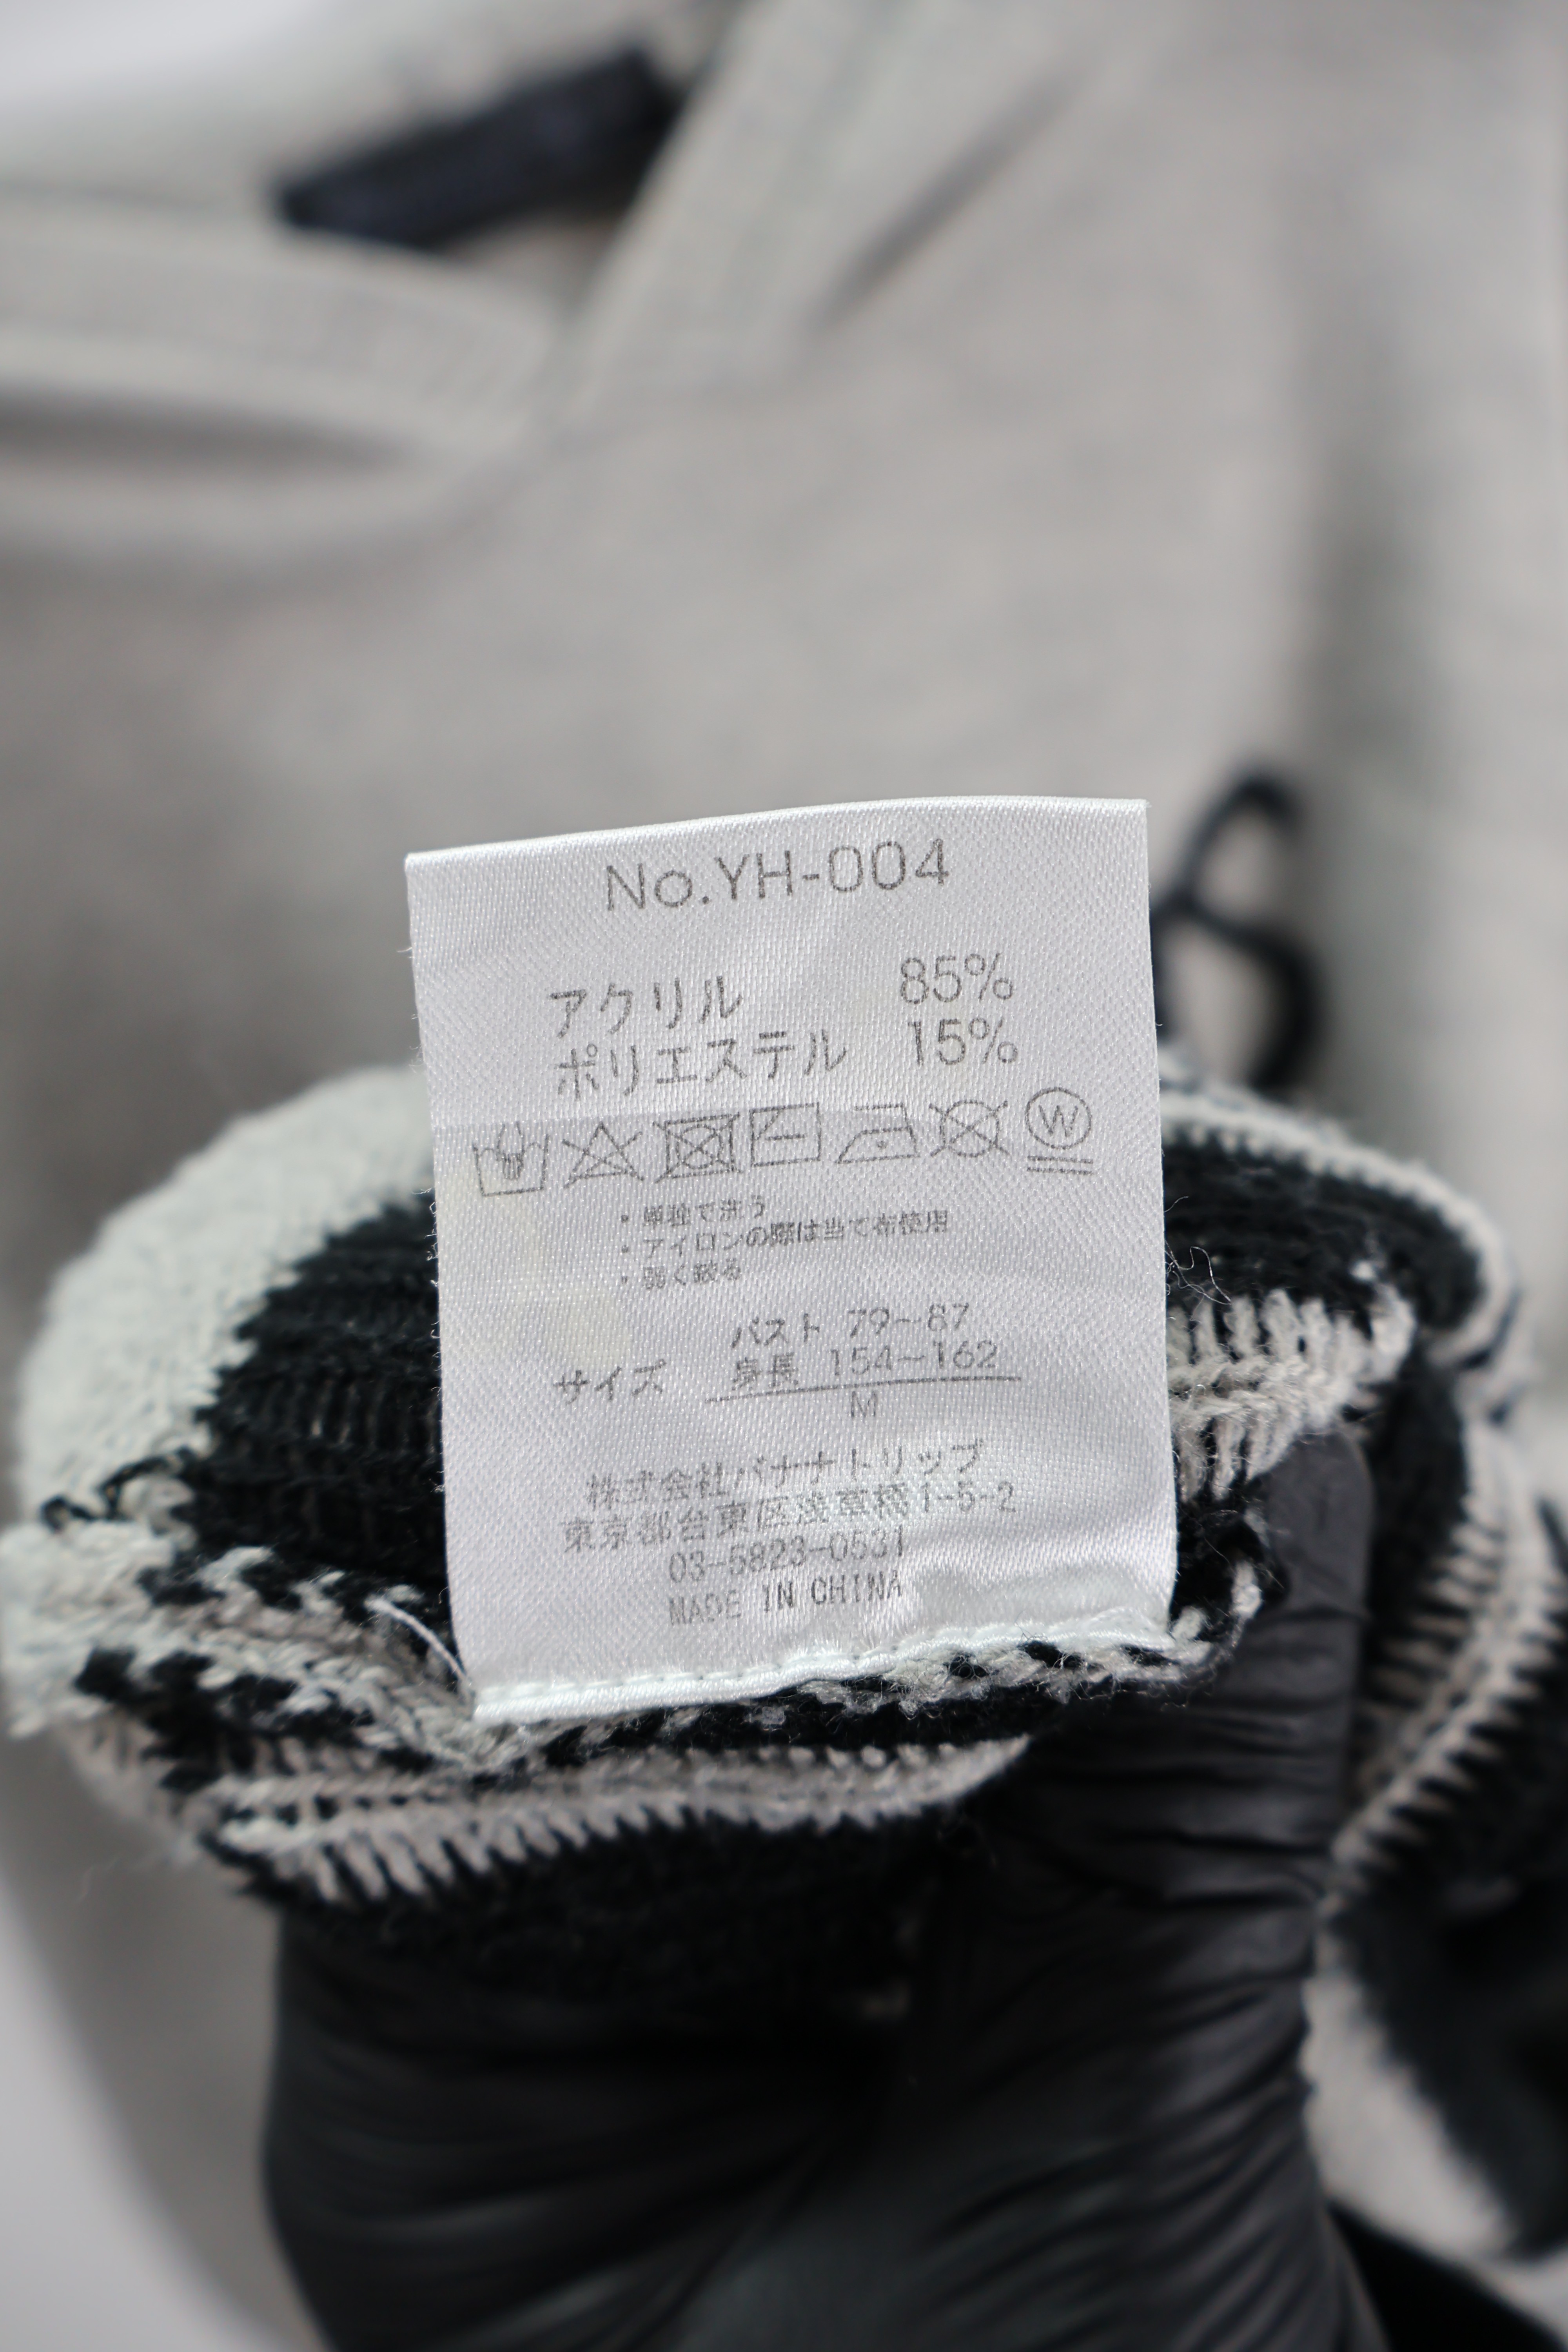 No.YH-004
アクリル 85%
ポリエステル 15%
W
・単独で洗う
・アイロンの際は当て布使用
・弱く絞る
バスト 79-87
サイズ 身長 154-162
M
株式会社バナナトリップ
東京都台東区浅草橋1-5-2
03-5823-0531
MADE IN CHINA